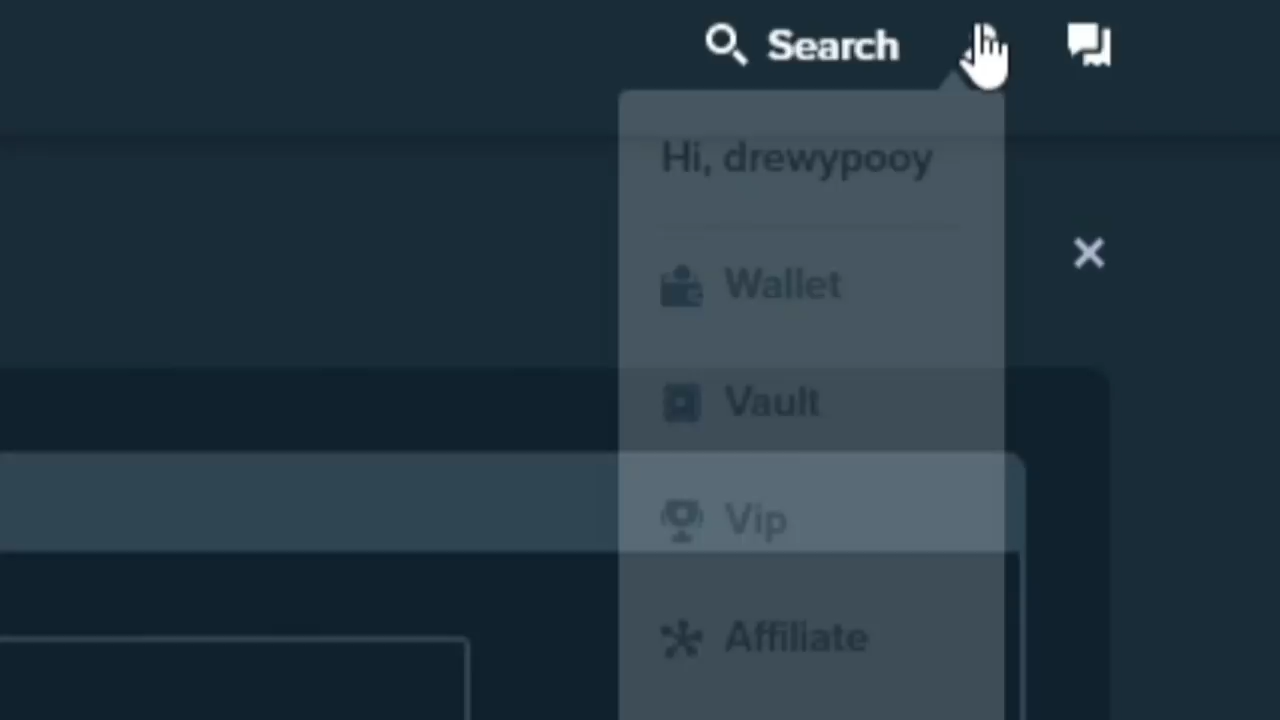 Search
Hi, drewypooy
Wallet
Vault
Vip
Affiliate